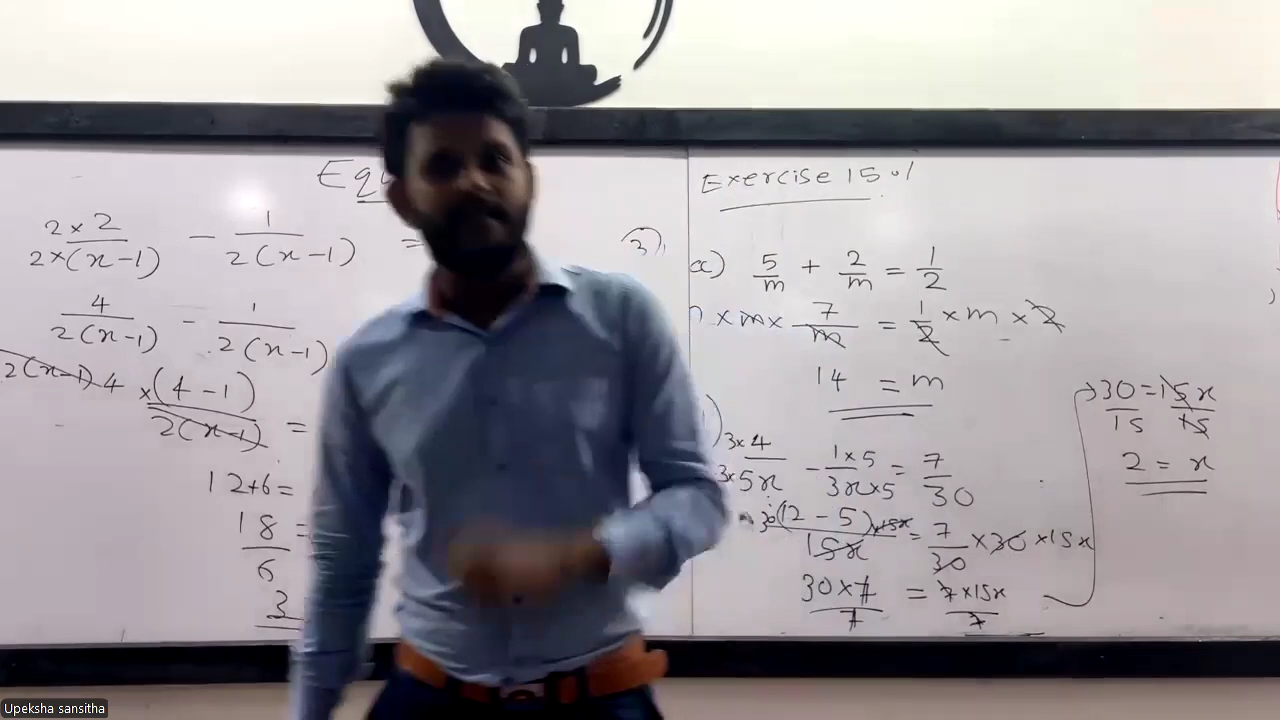 Equ
2×2/2×(x-1) - 1/2(x-1) =
4/2(x-1) - 1/2(x-1)
2(x-1) 4 ×(4-1)/2(x-1) =
12+6=
18/6 =
3
Exercise 15.1
3)
a) 5/m + 2/m = 1/2
× m × 7/m = 1/2 × m × 2
14 = m
3×4/3×5x - 1×5/3x×5 = 7/30
30(12-5)×15x/15x = 7/30 ×30 ×15x
30×7/7 = 7×15x/7
30/15 = 15x/15
2 = x
Upeksha sansitha